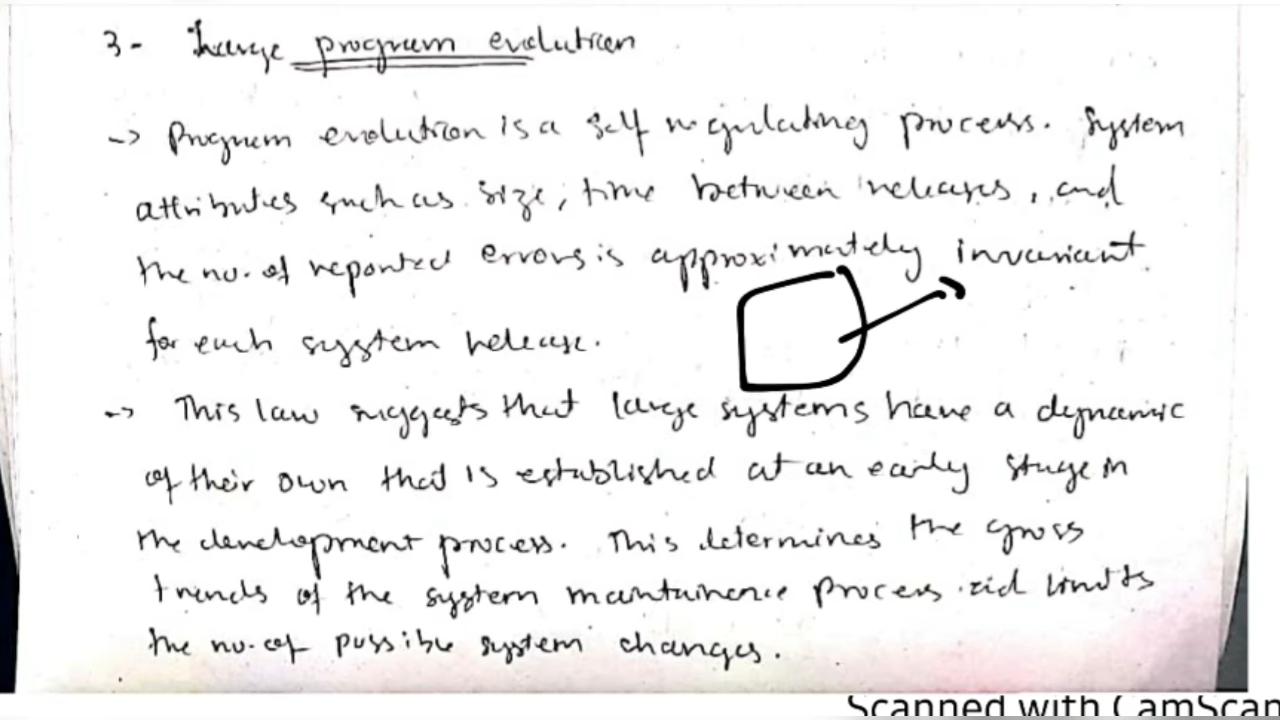 3- Large program evolution
-> Program evolution is a self regulating process. System
attributes such as size, time between releases, and
the no. of reported errors is approximately invariant
for each system release.
-> This law suggests that large systems have a dynamic
of their own that is established at an early stage in
the development process. This determines the gross
trends of the system maintainence process and limits
the no. of possible system changes.
Scanned with CamScan